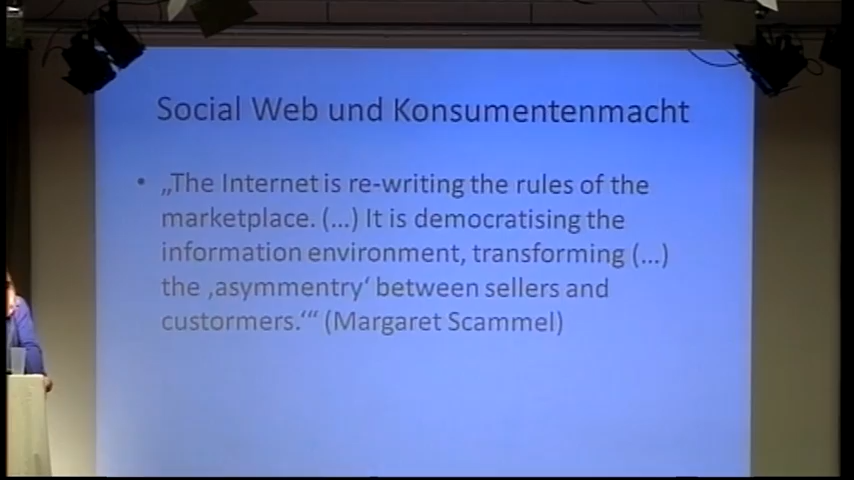 Social Web und Konsumentenmacht
• „The Internet is re-writing the rules of the
marketplace. (...) It is democratising the
information environment, transforming (...)
the ‚asymmentry‘ between sellers and
custormers.‘“ (Margaret Scammel)